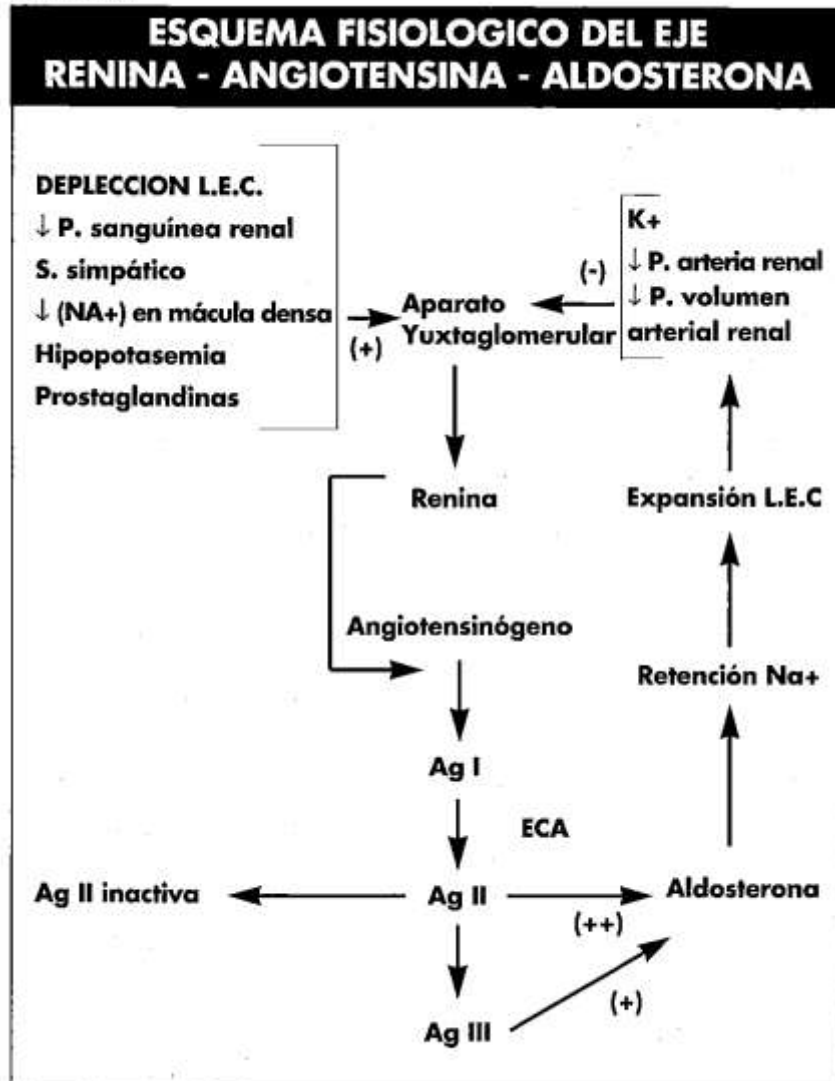 ESQUEMA FISIOLOGICO DEL EJE
RENINA - ANGIOTENSINA - ALDOSTERONA
DEPLECCION L.E.C.
↓ P. sanguínea renal
S. simpático
↓ (NA+) en mácula densa
Hipopotasemia
Prostaglandinas
(+)
Aparato
Yuxtaglomerular
(-)
K+
↓ P. arteria renal
↓ P. volumen
arterial renal
Renina
Expansión L.E.C
Angiotensinógeno
Retención Na+
Ag I
ECA
Ag II inactiva
Ag II
(++)
Aldosterona
(+)
Ag III